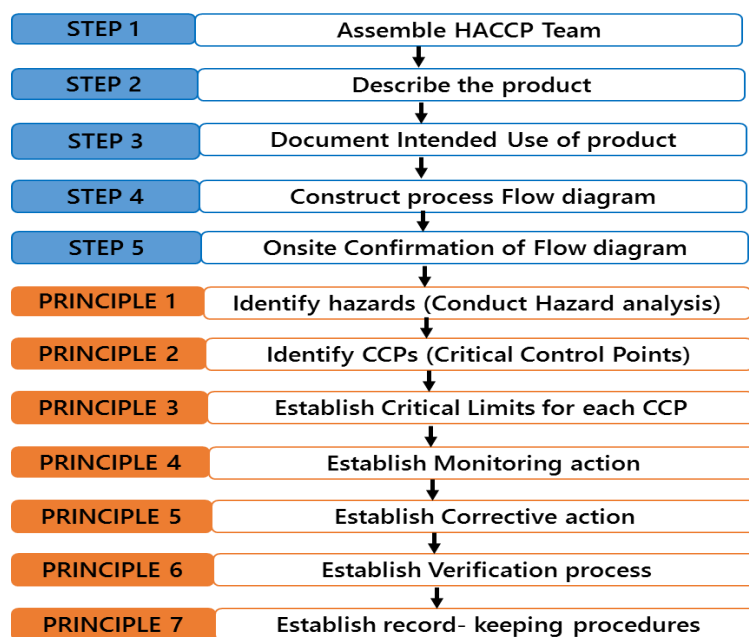 STEP 1 Assemble HACCP Team
STEP 2 Describe the product
STEP 3 Document Intended Use of product
STEP 4 Construct process Flow diagram
STEP 5 Onsite Confirmation of Flow diagram
PRINCIPLE 1 Identify hazards (Conduct Hazard analysis)
PRINCIPLE 2 Identify CCPs (Critical Control Points)
PRINCIPLE 3 Establish Critical Limits for each CCP
PRINCIPLE 4 Establish Monitoring action
PRINCIPLE 5 Establish Corrective action
PRINCIPLE 6 Establish Verification process
PRINCIPLE 7 Establish record- keeping procedures